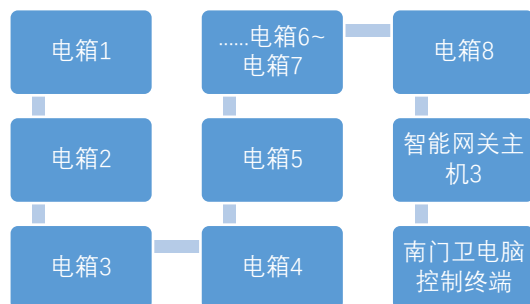 电箱1
电箱2
电箱3
电箱4
电箱5
......电箱6~
电箱7
电箱8
智能网关主
机3
南门卫电脑
控制终端